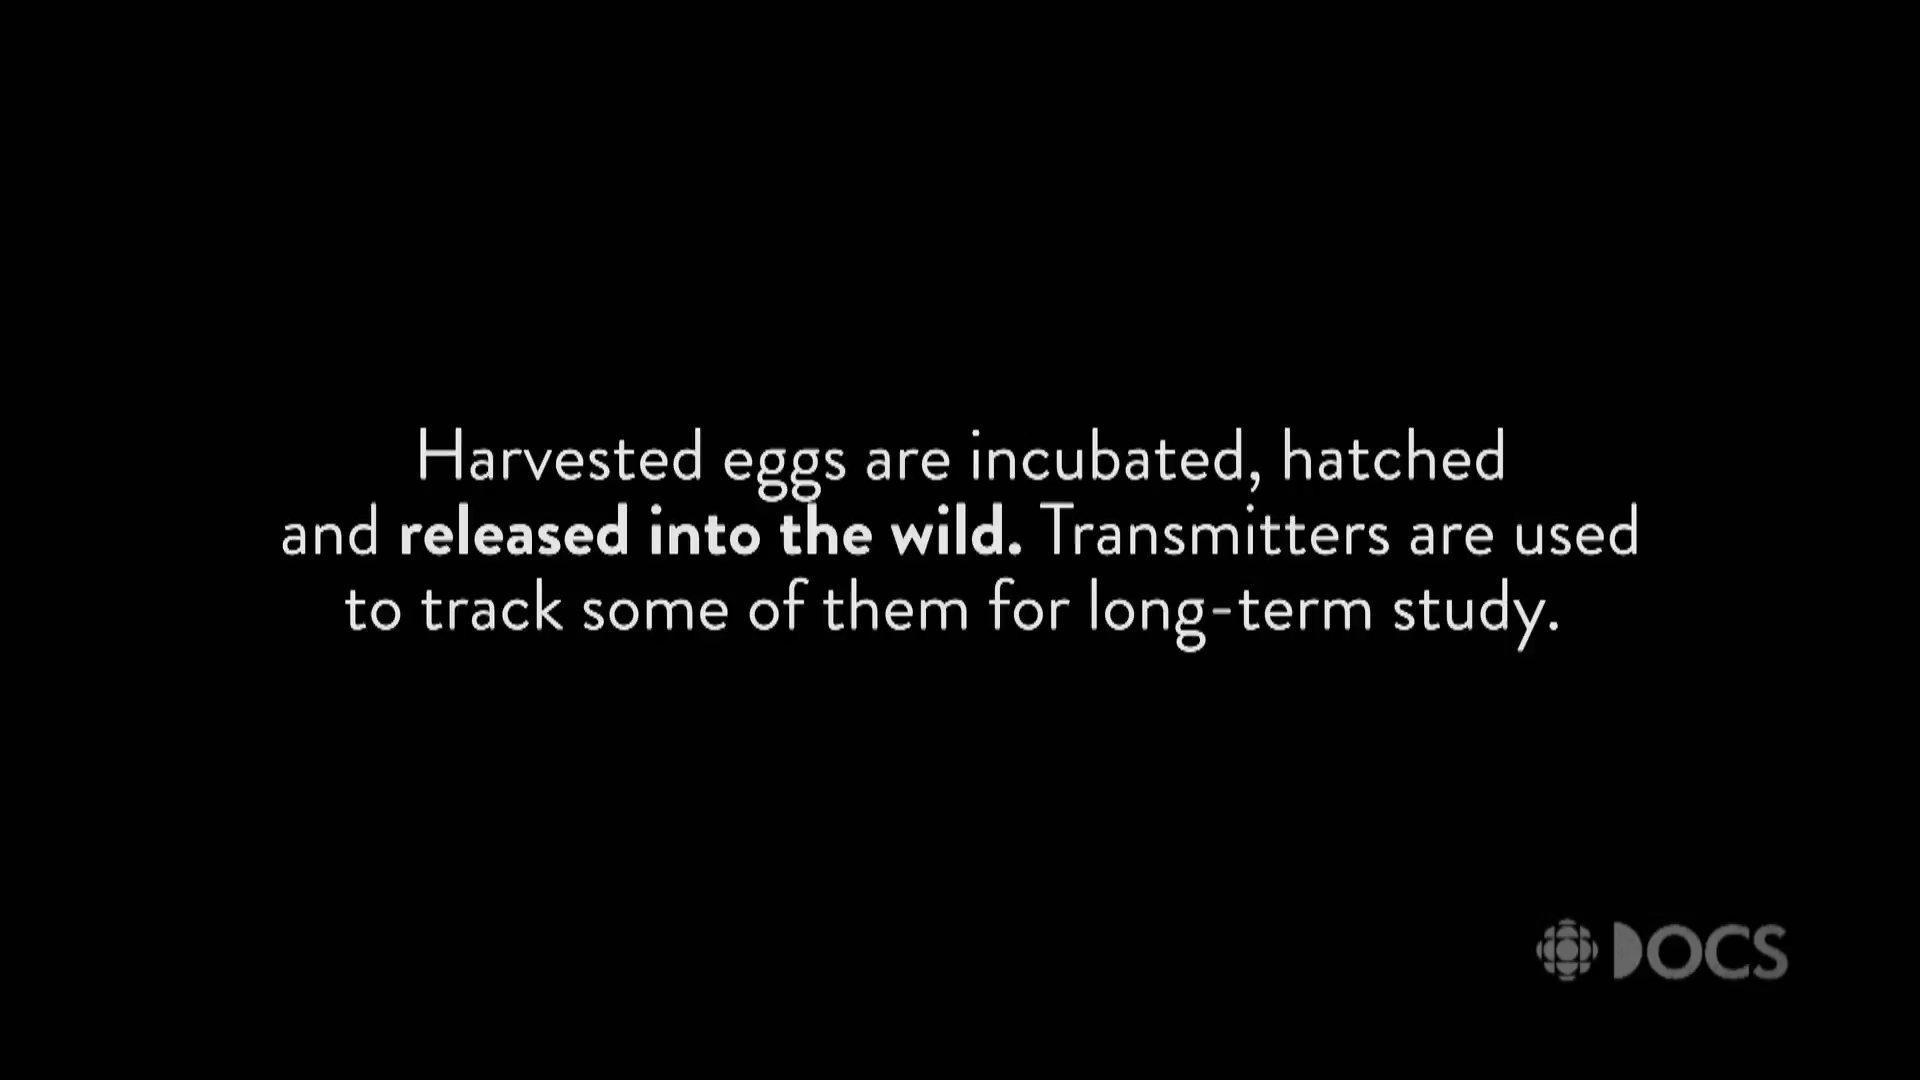 Harvested eggs are incubated, hatched
and released into the wild. Transmitters are used
to track some of them for long-term study.
DOCS